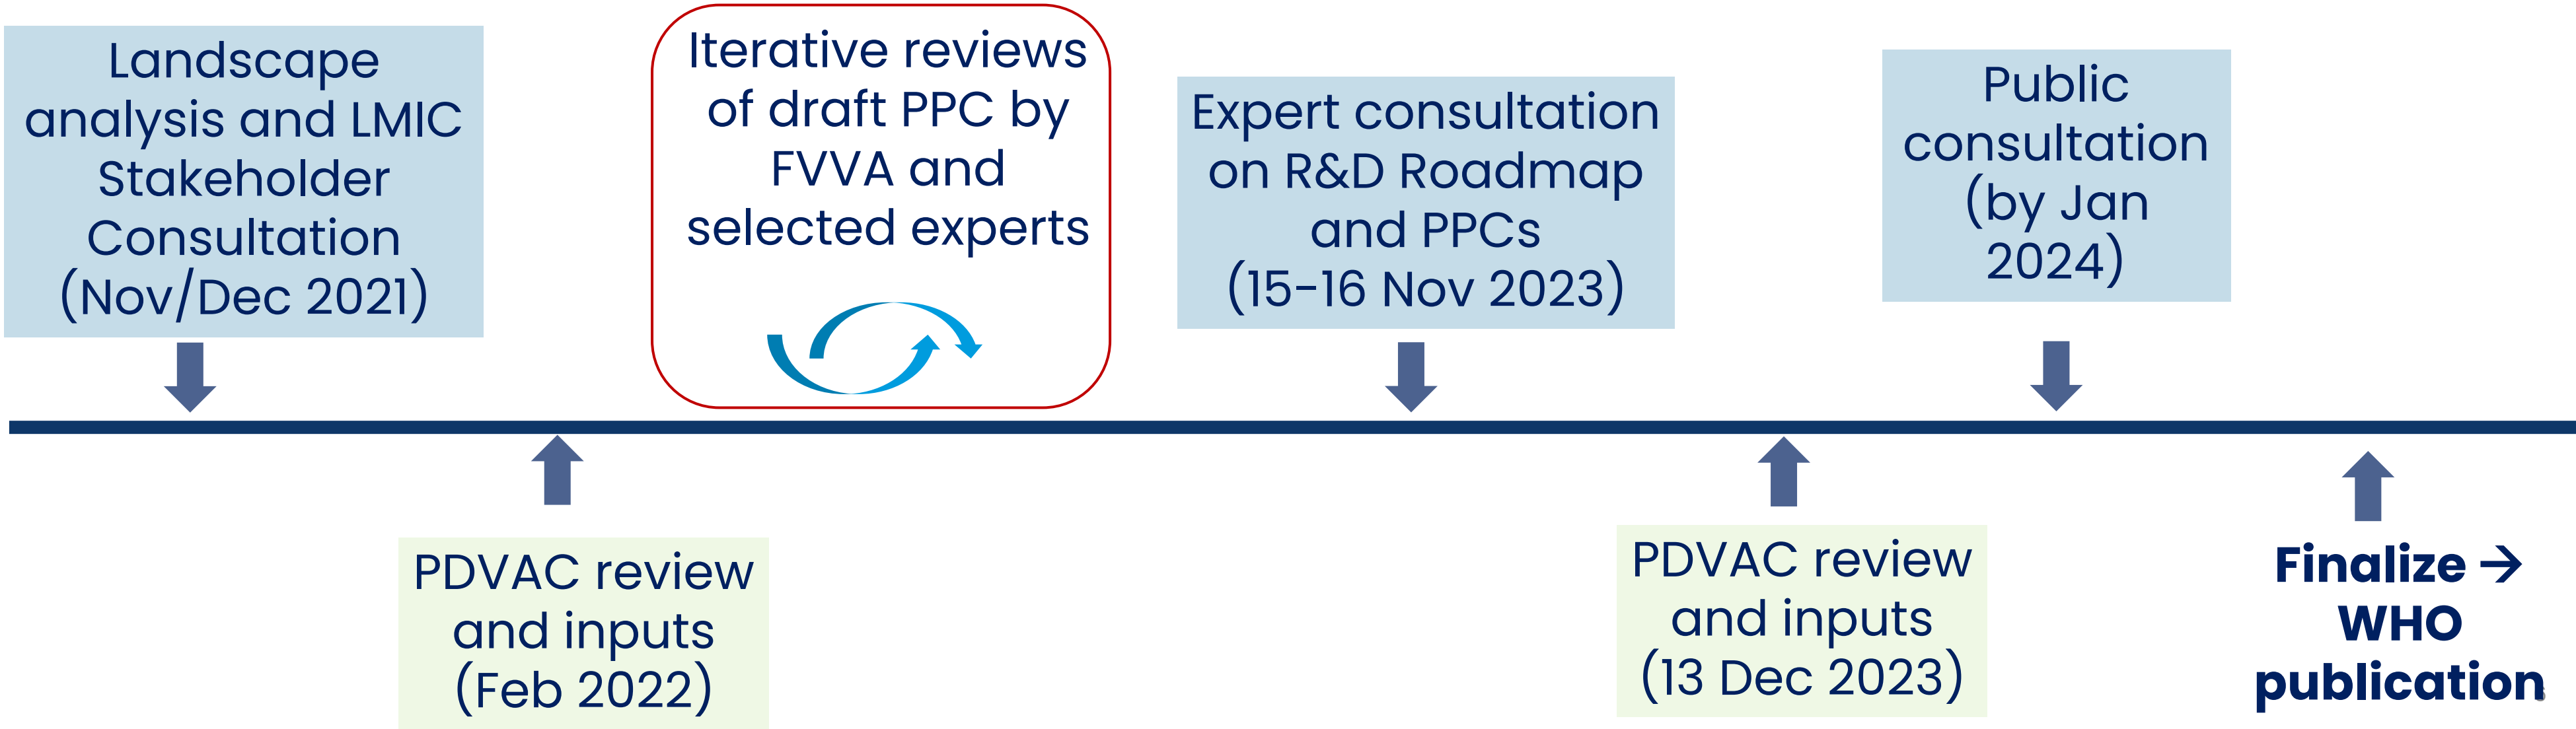 Landscape
analysis and LMIC
Stakeholder
Consultation
(Nov/Dec 2021)
Iterative reviews
of draft PPC by
FVVA and
selected experts
Expert consultation
on R&D Roadmap
and PPCs
(15-16 Nov 2023)
Public
consultation
(by Jan
2024)
PDVAC review
and inputs
(Feb 2022)
PDVAC review
and inputs
(13 Dec 2023)
Finalize →
WHO
publication